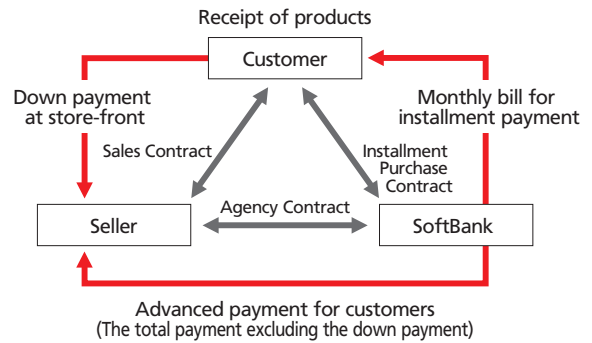 Receipt of products
Customer
Down payment
at store-front
Monthly bill for
installment payment
Sales Contract
Installment
Purchase
Contract
Agency Contract
Seller
SoftBank
Advanced payment for customers
(The total payment excluding the down payment)